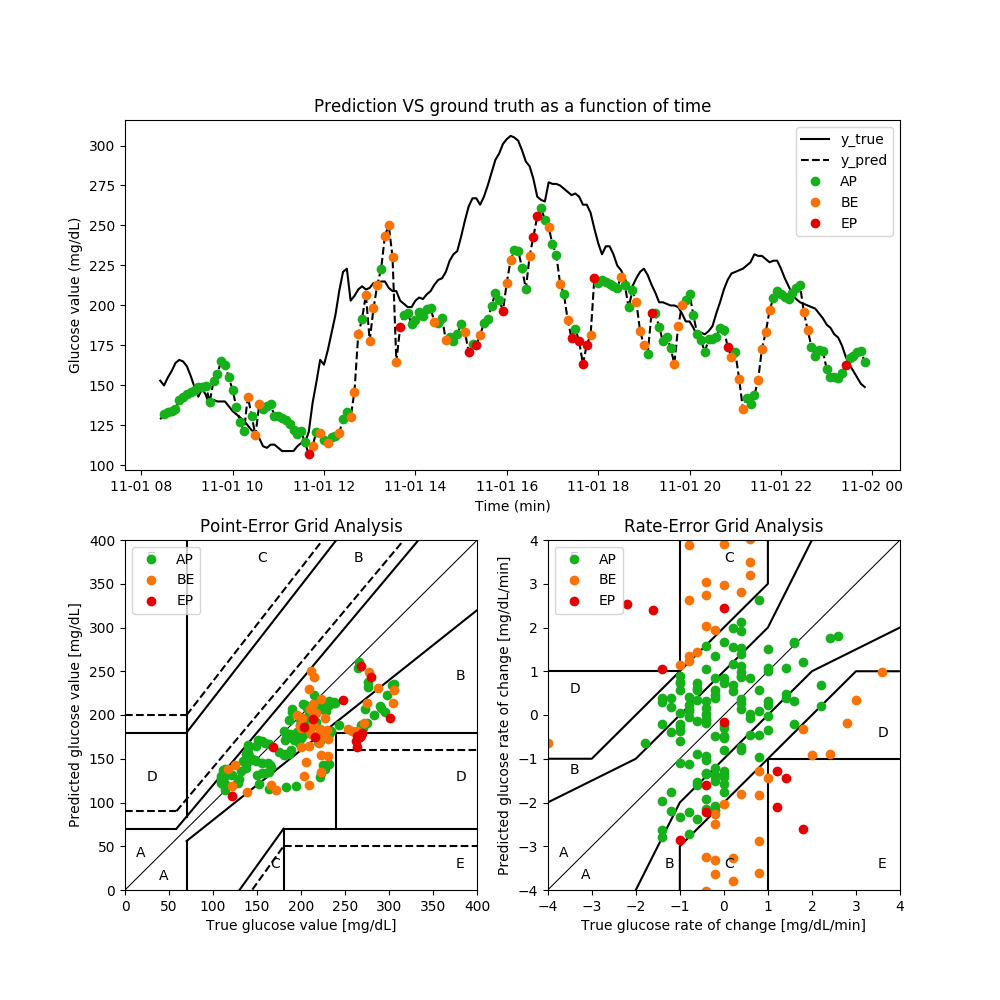 Prediction VS ground truth as a function of time
Glucose value (mg/dL)
300
275
250
225
200
175
150
125
100
y_true
y_pred
AP
BE
EP
11-01 08 11-01 10 11-01 12 11-01 14 11-01 16 11-01 18 11-01 20 11-01 22 11-02 00
Time (min)
Point-Error Grid Analysis
Predicted glucose value [mg/dL]
400
350
300
250
200
150
100
50
0
AP
BE
EP
C
B
B
D
D
A
A
C
E
0 50 100 150 200 250 300 350 400
True glucose value [mg/dL]
Rate-Error Grid Analysis
Predicted glucose rate of change [mg/dL/min]
4
3
2
1
0
−1
−2
−3
−4
AP
BE
EP
C
D
D
B
A
A
B
C
E
−4 −3 −2 −1 0 1 2 3 4
True glucose rate of change [mg/dL/min]